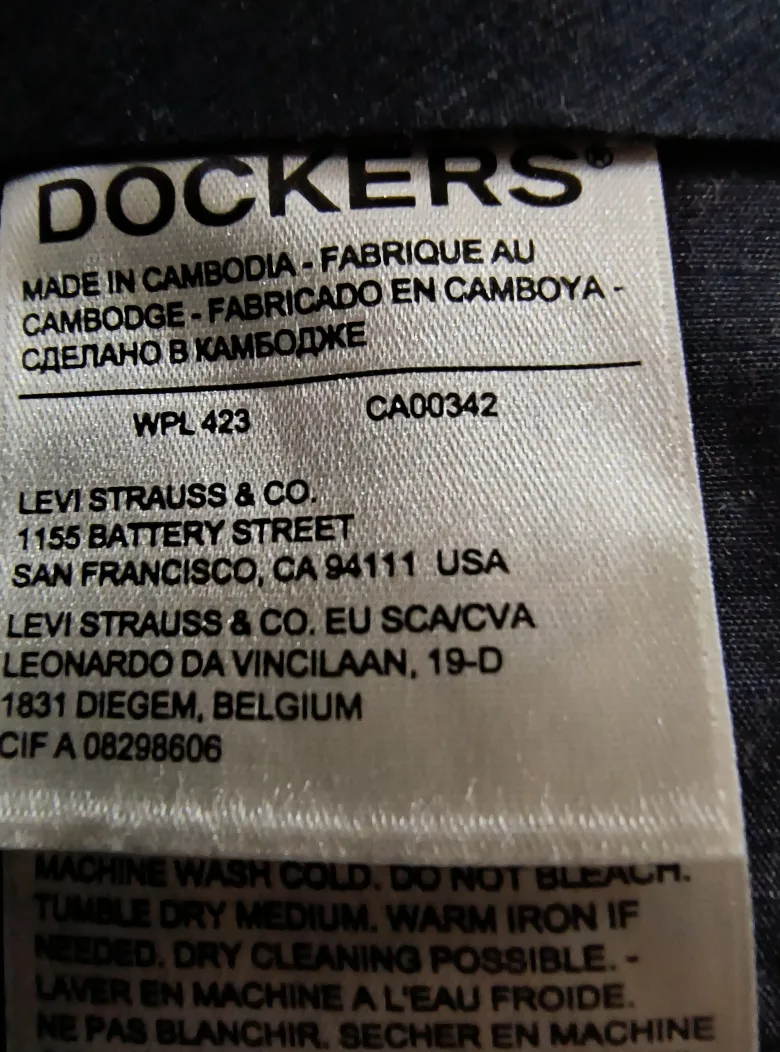 DOCKERS®
MADE IN CAMBODIA - FABRIQUE AU
CAMBODGE - FABRICADO EN CAMBOYA -
СДЕЛАНО В КАМБОДЖЕ
WPL 423 CA00342
LEVI STRAUSS & CO.
1155 BATTERY STREET
SAN FRANCISCO, CA 94111 USA
LEVI STRAUSS & CO. EU SCA/CVA
LEONARDO DA VINCILAAN, 19-D
1831 DIEGEM, BELGIUM
CIF A 08298606
MACHINE WASH COLD. DO NOT BLEACH.
TUMBLE DRY MEDIUM. WARM IRON IF
NEEDED. DRY CLEANING POSSIBLE. -
LAVER EN MACHINE A L'EAU FROIDE.
NE PAS BLANCHIR. SECHER EN MACHINE